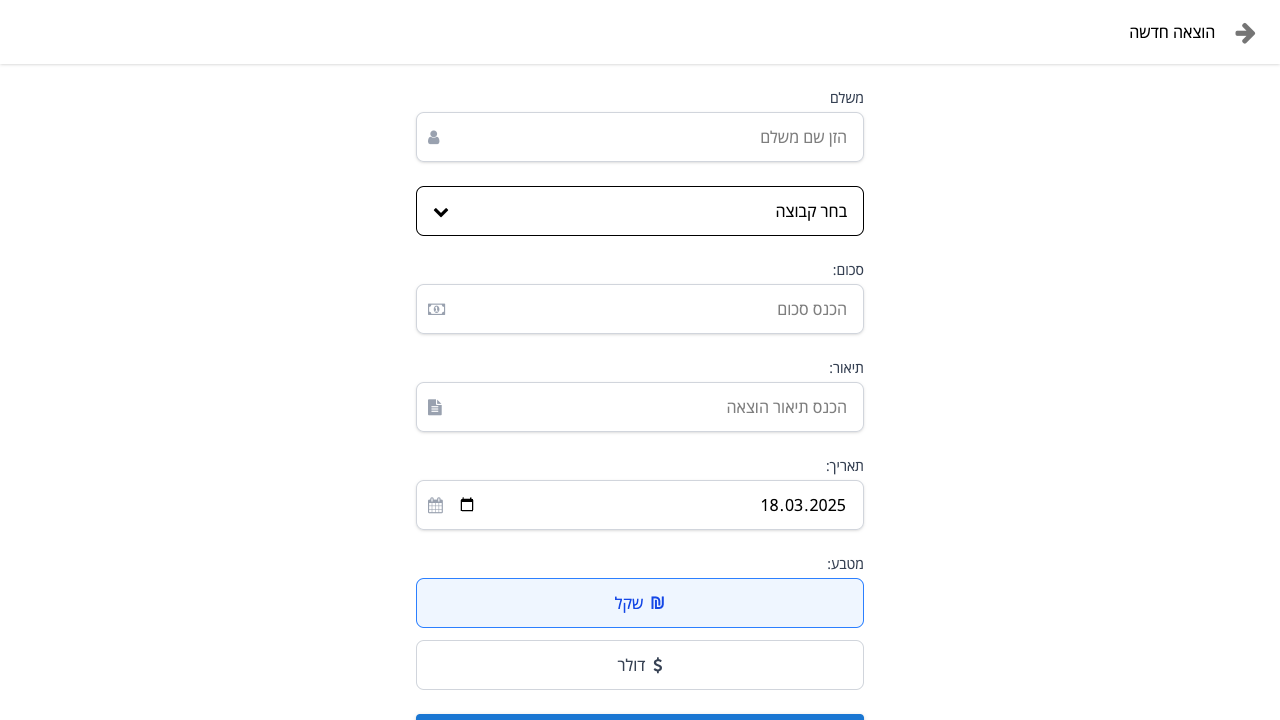 הוצאה חדשה
משלם
הזן שם משלם
בחר קבוצה
סכום:
הכנס סכום
תיאור:
הכנס תיאור הוצאה
תאריך:
18.03.2025
מטבע:
₪ שקל
$ דולר